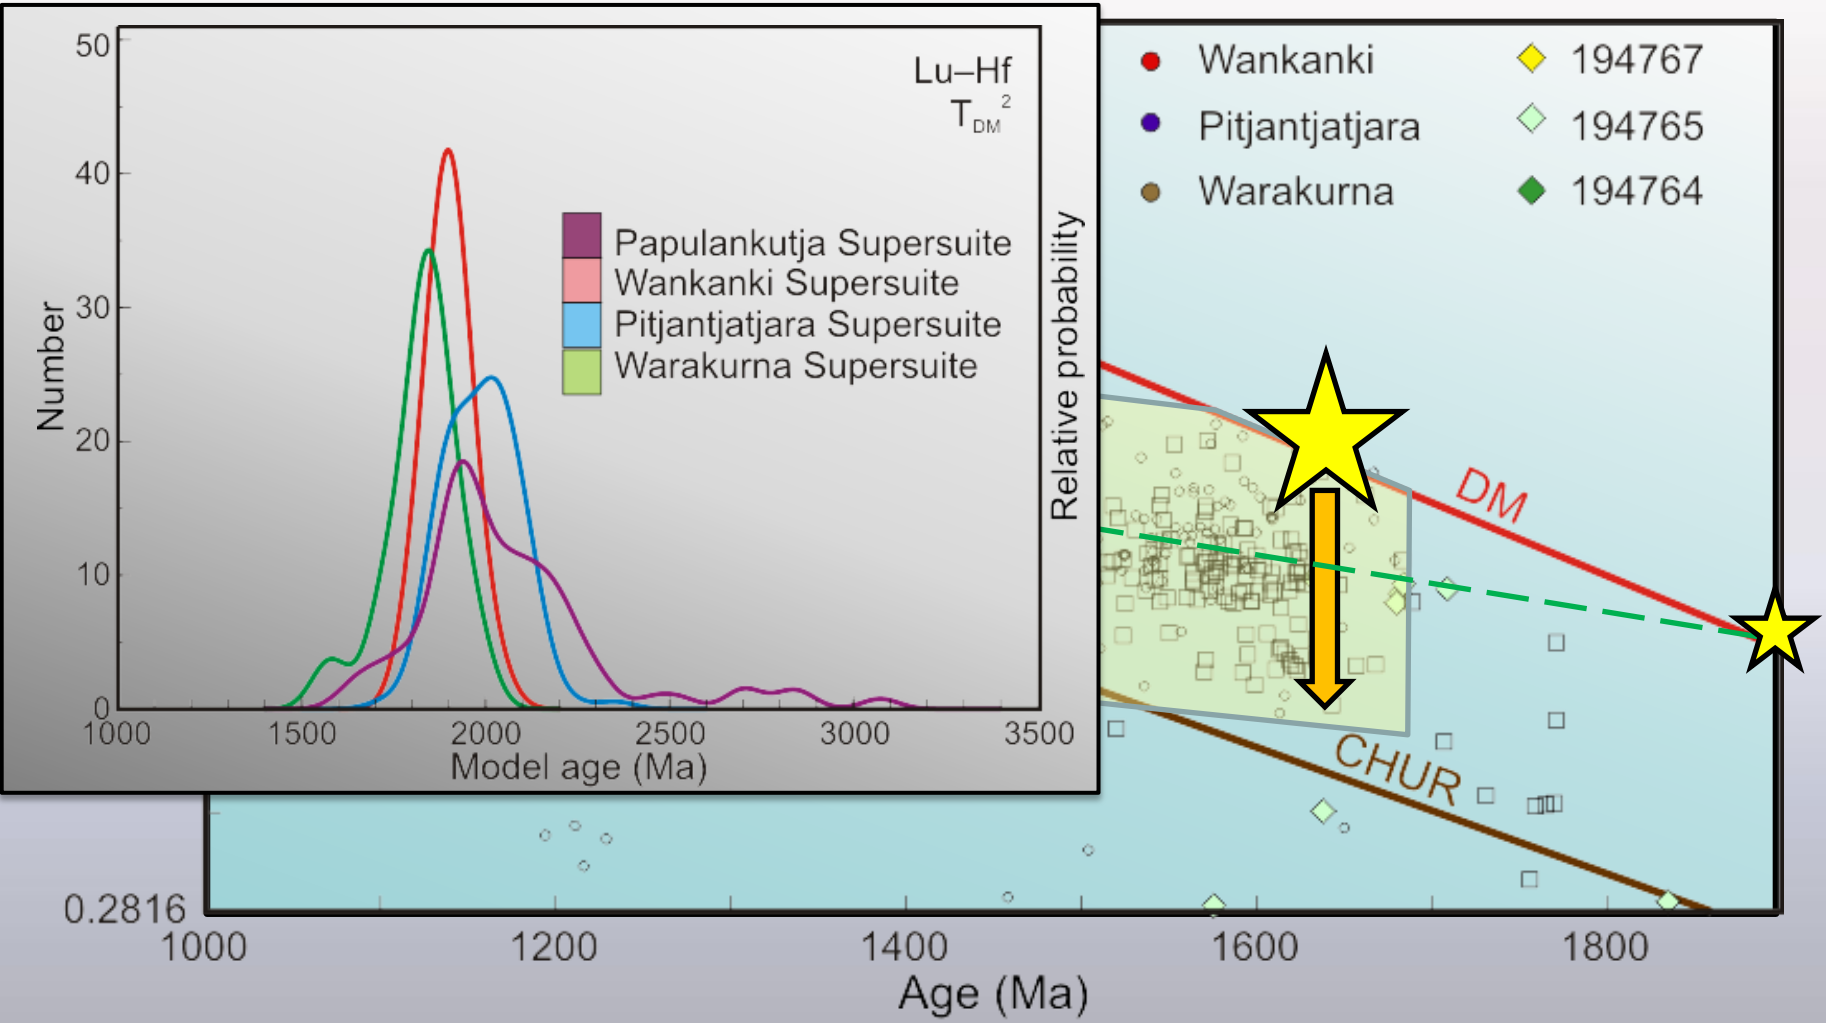 50
40
30
20
10
0
Number
1000
1500
2000
2500
3000
3500
Model age (Ma)
Lu–Hf
T DM 2
Papulankutja Supersuite
Wankanki Supersuite
Pitjantjatjara Supersuite
Warakurna Supersuite
Relative probability
Wankanki
Pitjantjatjara
Warakurna
194767
194765
194764
DM
CHUR
0.2816
1000
1200
1400
1600
1800
Age (Ma)